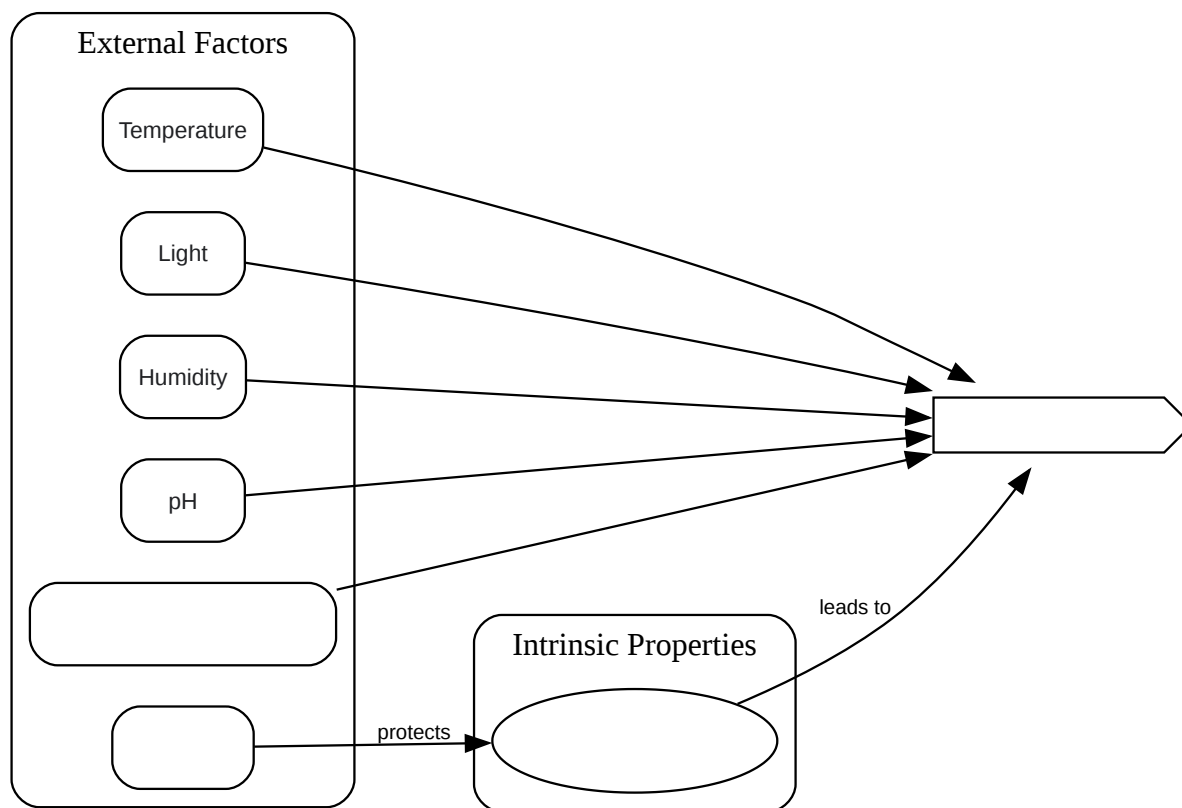 External Factors
Temperature
Light
Humidity
pH
leads to
Intrinsic Properties
protects